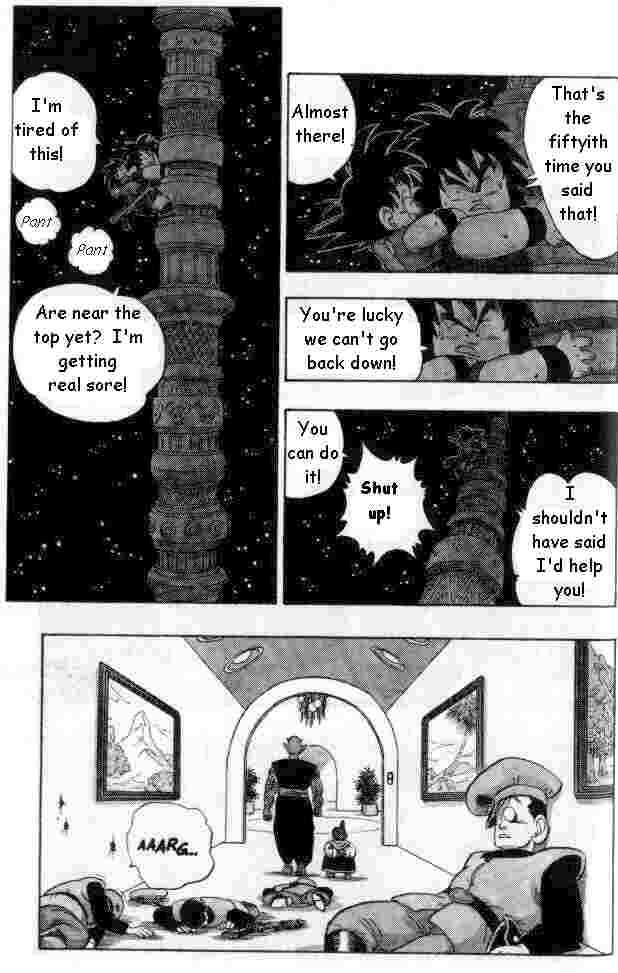 I'm
tired of
this!
Pant
Pant
Are near the
top yet? I'm
getting
real sore!
Almost
there!
That's
the
fiftyith
time you
said
that!
You're lucky
we can't go
back down!
You
can do
it!
Shut
up!
I
shouldn't
have said
I'd help
you!
AAARG...